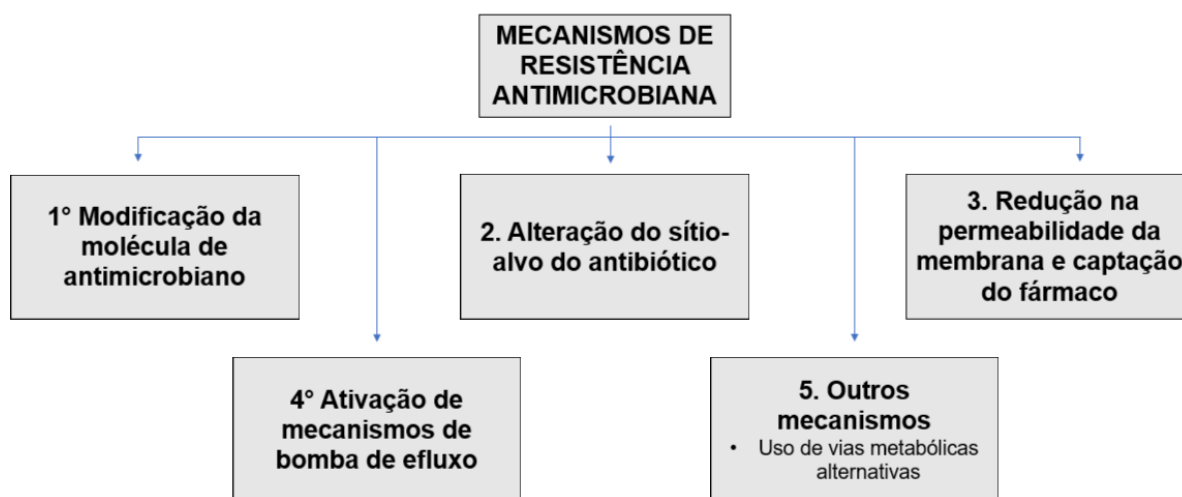 MECANISMOS DE
RESISTÊNCIA
ANTIMICROBIANA
1° Modificação da
molécula de
antimicrobiano
2. Alteração do sítio-
alvo do antibiótico
3. Redução na
permeabilidade da
membrana e captação
do fármaco
4° Ativação de
mecanismos de
bomba de efluxo
5. Outros
mecanismos
• Uso de vias metabólicas
alternativas